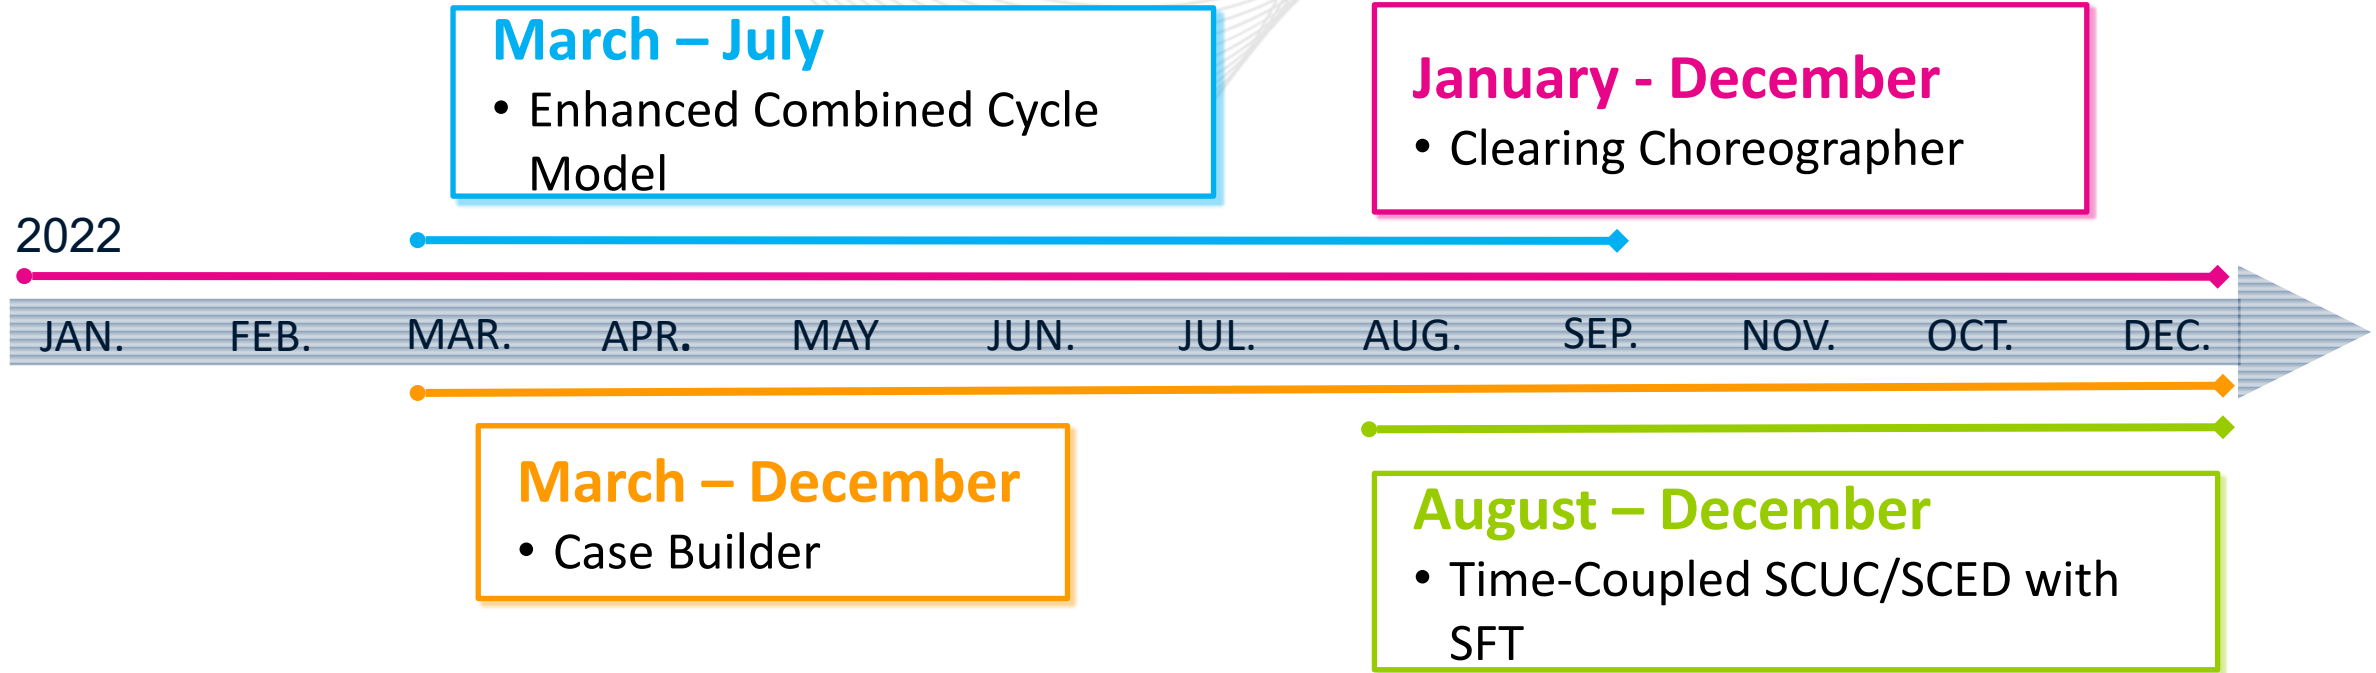 March – July
• Enhanced Combined Cycle
Model
January - December
• Clearing Choreographer
2022
JAN. FEB. MAR. APR. MAY JUN. JUL. AUG. SEP. NOV. OCT. DEC.
March – December
• Case Builder
August – December
• Time-Coupled SCUC/SCED with
SFT